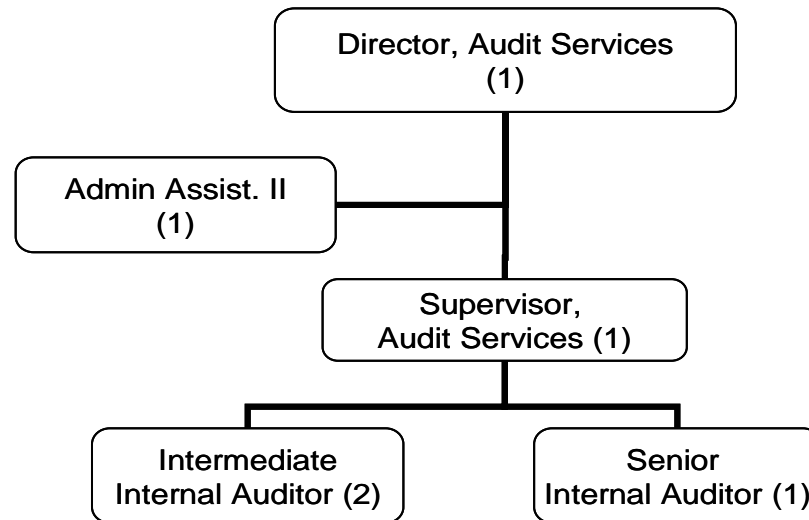 Director, Audit Services
(1)
Admin Assist. II
(1)
Supervisor,
Audit Services (1)
Intermediate
Internal Auditor (2)
Senior
Internal Auditor (1)